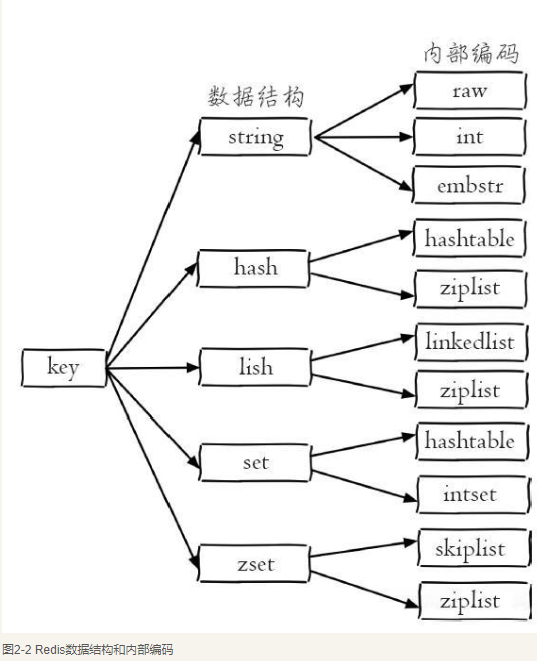 内部编码
数据结构
raw
string
int
embstr
hashtable
hash
ziplist
linkedlist
key
lish
ziplist
hashtable
set
intset
skiplist
zset
ziplist
图2-2 Redis数据结构和内部编码